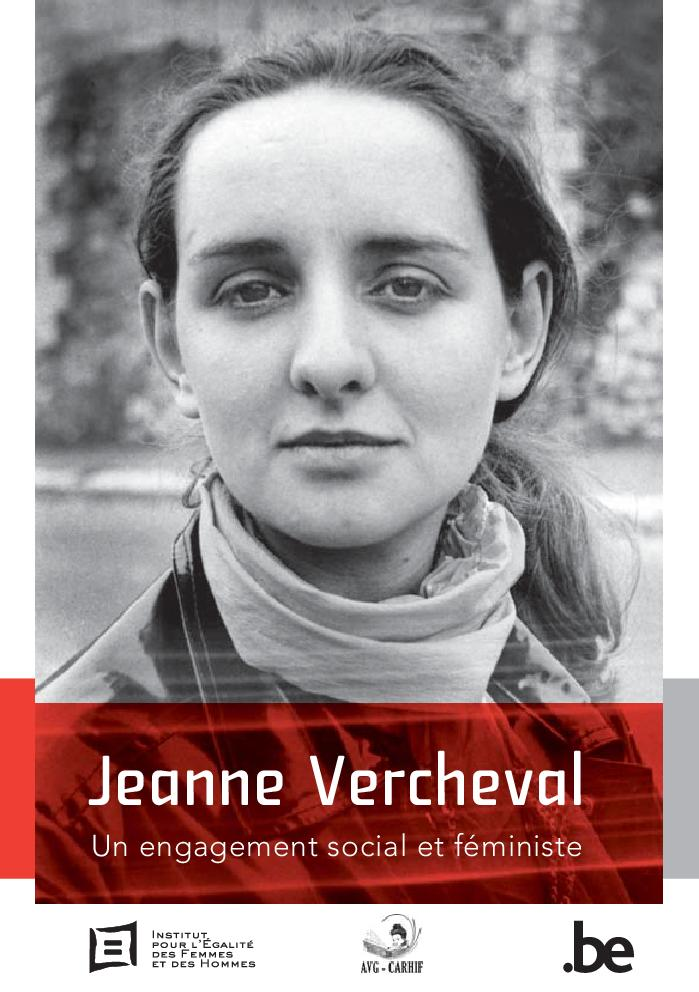 Jeanne Vercheval
Un engagement social et féministe
INSTITUT
POUR L'ÉGALITÉ
DES FEMMES
ET DES HOMMES
AVG - CARHIF
.be